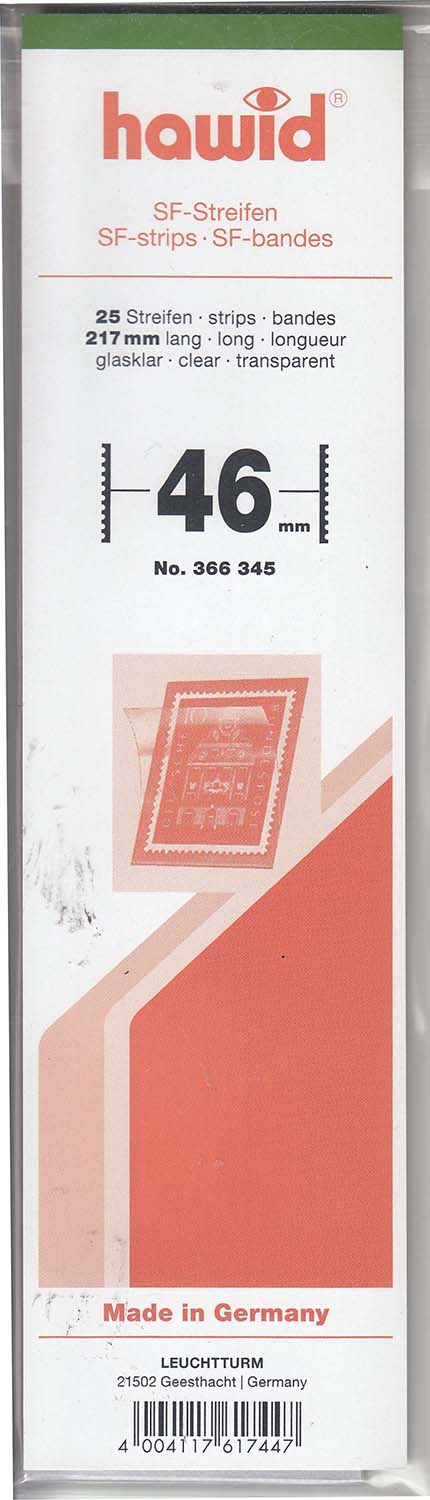 hawid®
SF-Streifen
SF-strips · SF-bandes
25 Streifen · strips · bandes
217 mm lang · long · longueur
glasklar · clear · transparent
46 mm
No. 366 345
Made in Germany
LEUCHTTURM
21502 Geesthacht | Germany
4 004117 617447